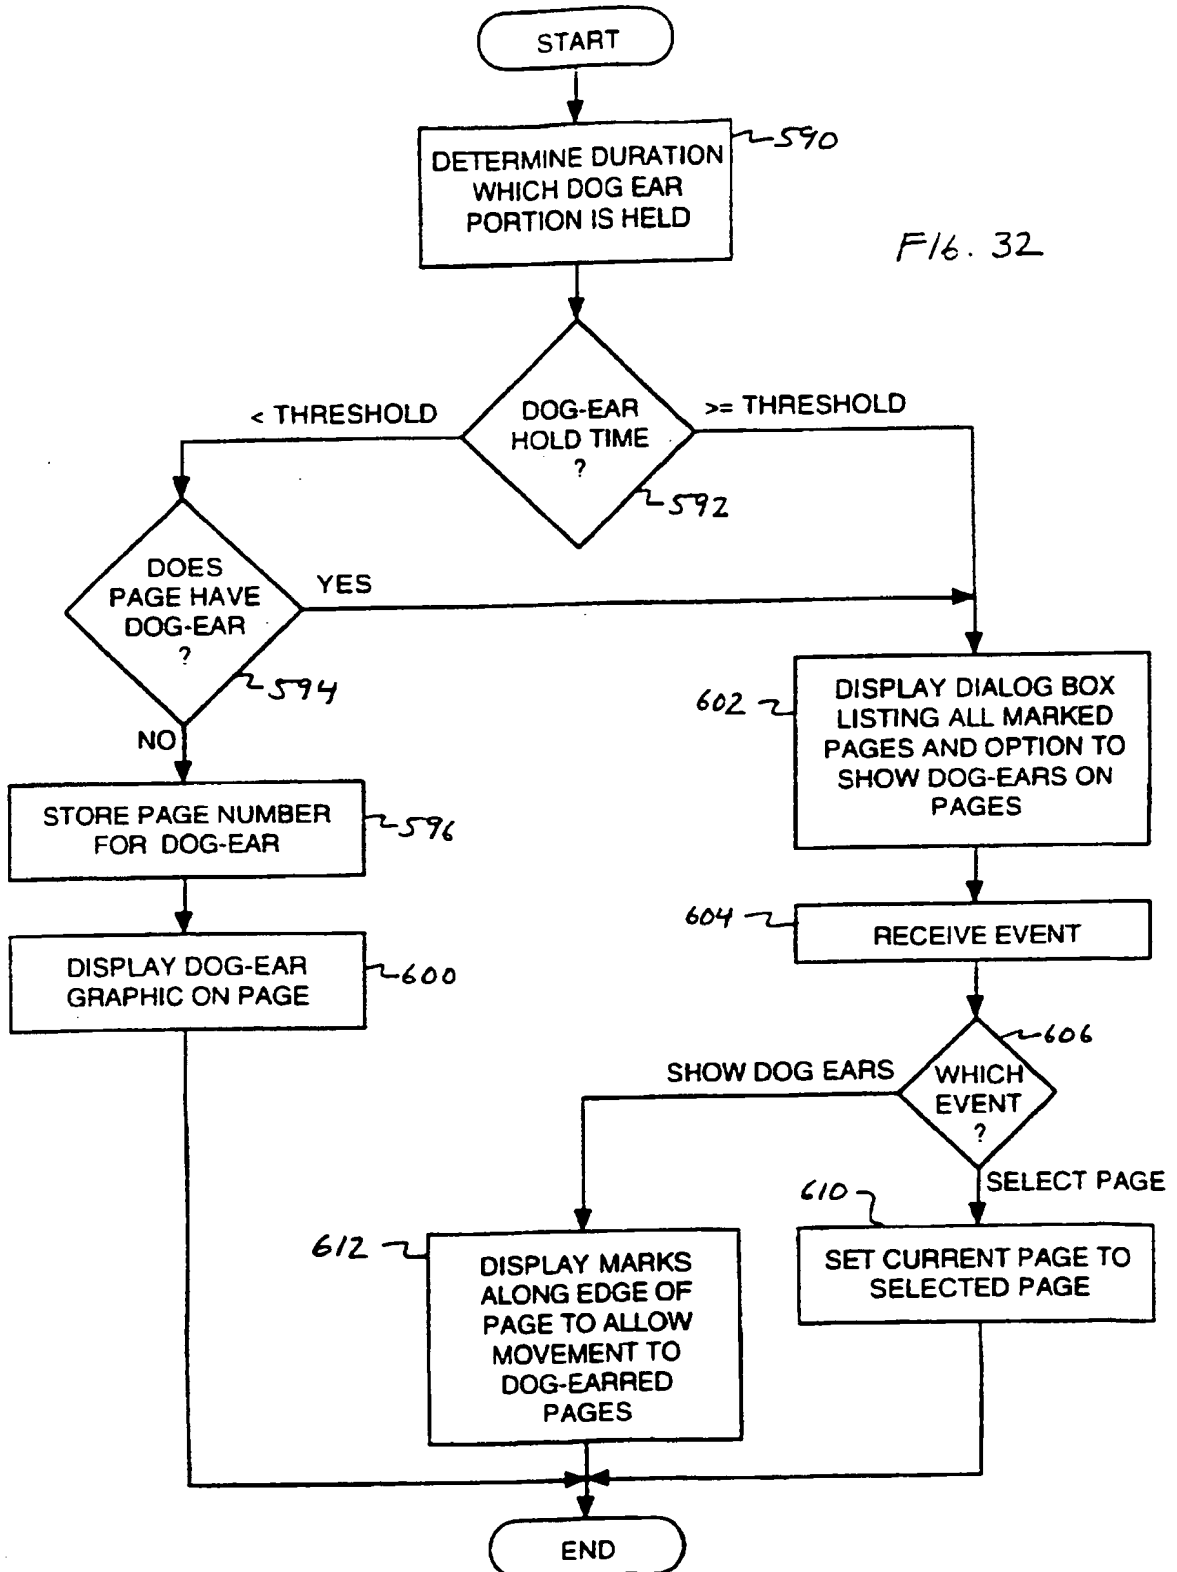 START
DETERMINE DURATION
WHICH DOG EAR
PORTION IS HELD
590
FIG. 32
< THRESHOLD
DOG-EAR
HOLD TIME
?
>= THRESHOLD
592
DOES
PAGE HAVE
DOG-EAR
?
YES
594
NO
602
DISPLAY DIALOG BOX
LISTING ALL MARKED
PAGES AND OPTION TO
SHOW DOG-EARS ON
PAGES
STORE PAGE NUMBER
FOR DOG-EAR
596
604
RECEIVE EVENT
DISPLAY DOG-EAR
GRAPHIC ON PAGE
600
606
SHOW DOG EARS
WHICH
EVENT
?
SELECT PAGE
610
612
DISPLAY MARKS
ALONG EDGE OF
PAGE TO ALLOW
MOVEMENT TO
DOG-EARRED
PAGES
SET CURRENT PAGE TO
SELECTED PAGE
END